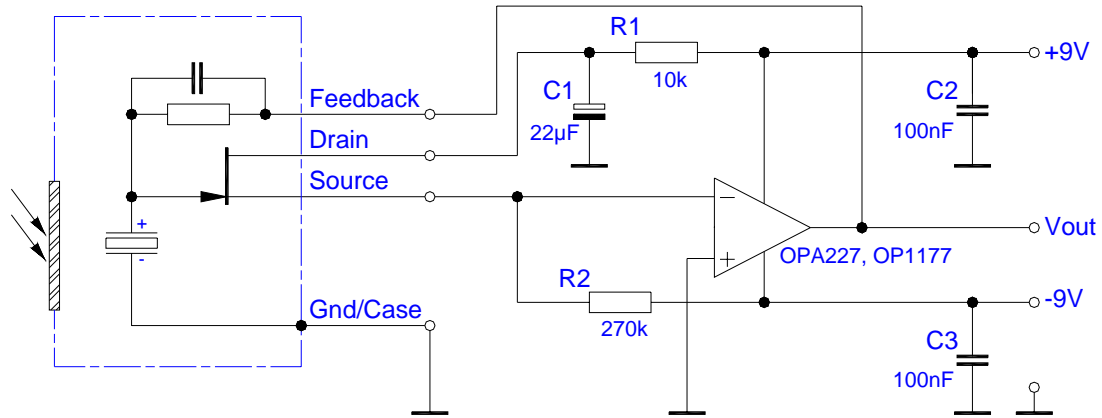 R1
+9V
10k
Feedback
C1
C2
22µF
100nF
Drain
Source
+
-
−
+
Vout
OPA227, OP1177
R2
270k
Gnd/Case
-9V
C3
100nF